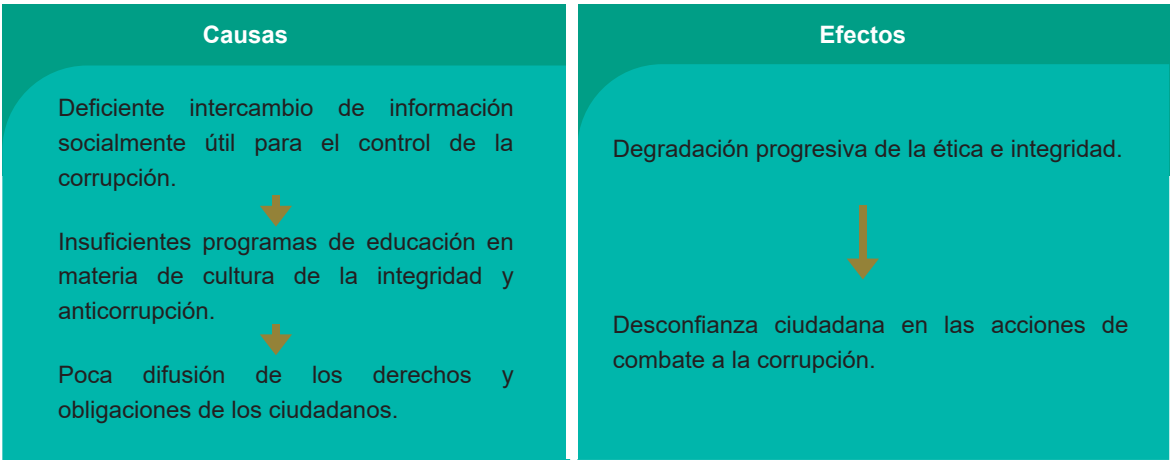 Causas
Deficiente intercambio de información
socialmente útil para el control de la
corrupción.
Insuficientes programas de educación en
materia de cultura de la integridad y
anticorrupción.
Poca difusión de los derechos y
obligaciones de los ciudadanos.
Efectos
Degradación progresiva de la ética e integridad.
Desconfianza ciudadana en las acciones de
combate a la corrupción.